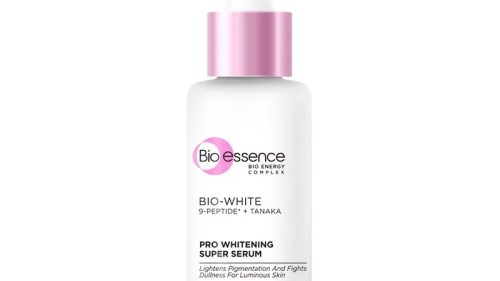 Bio essence
BIO ENERGY
COMPLEX
BIO-WHITE
9-PEPTIDE* + TANAKA
PRO WHITENING
SUPER SERUM
Lightens Pigmentation And Fights
Dullness For Luminous Skin